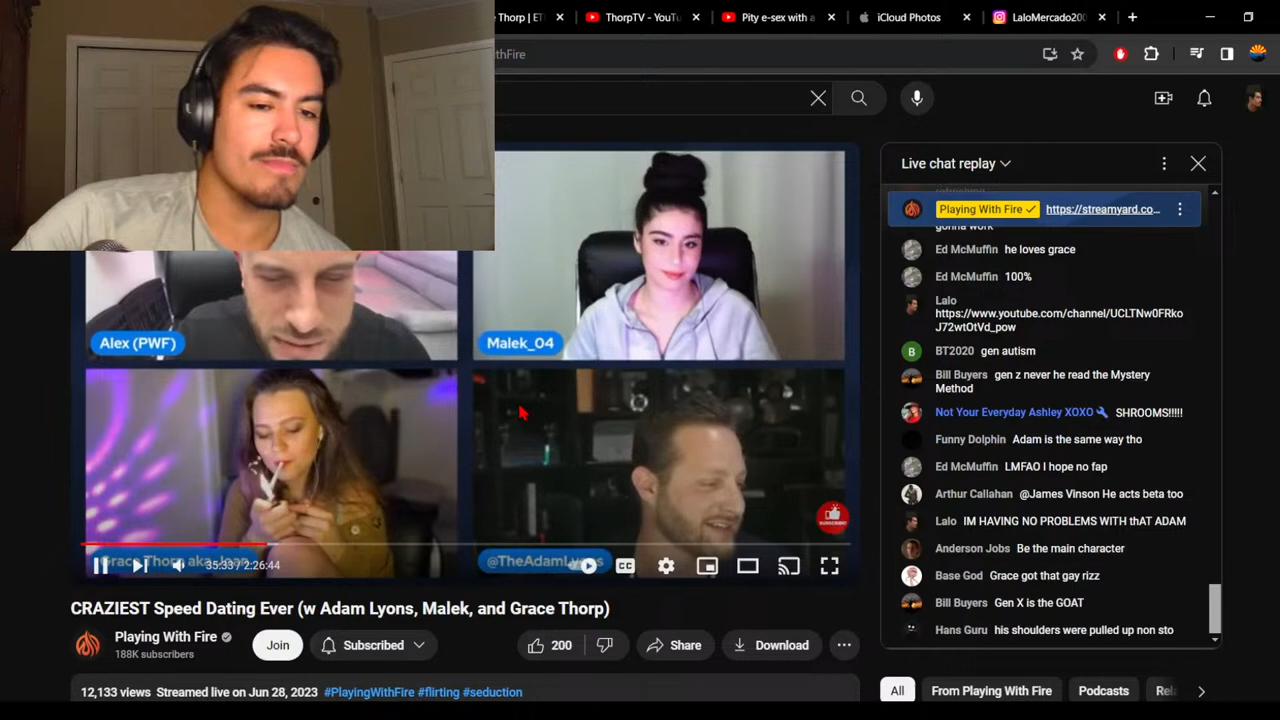 e Thorp | ET
ThorpTV - YouTu
Pity e-sex with a
iCloud Photos
LaloMercado200
ithFire
Live chat replay
Playing With Fire https://streamyard.co...
gonna work
Ed McMuffin he loves grace
Ed McMuffin 100%
Lalo
https://www.youtube.com/channel/UCLTNw0FRko
J72wtOtVd_pow
BT2020 gen autism
Bill Buyers gen z never he read the Mystery
Method
Not Your Everyday Ashley XOXO SHROOMS!!!!!
Funny Dolphin Adam is the same way tho
Ed McMuffin LMFAO I hope no fap
Arthur Callahan @James Vinson He acts beta too
Lalo IM HAVING NO PROBLEMS WITH thAT ADAM
Anderson Jobs Be the main character
Base God Grace got that gay rizz
Bill Buyers Gen X is the GOAT
Hans Guru his shoulders were pulled up non sto
Alex (PWF)
Malek_04
Grace Thorp aka
@TheAdamLyons
SUBSCRIBE
35:33 / 2:26:44
CRAZIEST Speed Dating Ever (w Adam Lyons, Malek, and Grace Thorp)
Playing With Fire
188K subscribers
Join
Subscribed
200
Share
Download
12,133 views Streamed live on Jun 28, 2023 #PlayingWithFire #flirting #seduction
All
From Playing With Fire
Podcasts
Rel